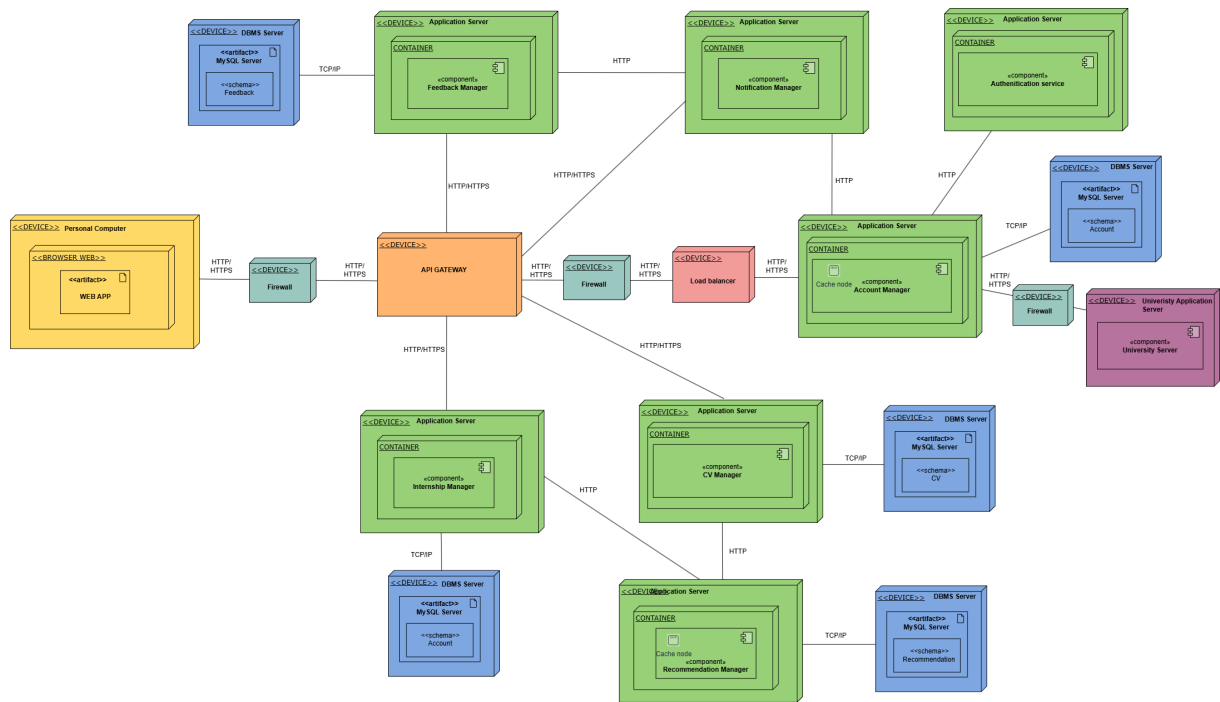 <<DEVICE>> DBMS Server
<<artifact>>
MySQL Server
<<schema>>
Feedback
TCP/IP
<<DEVICE>> Application Server
CONTAINER
«component»
Feedback Manager
HTTP
<<DEVICE>> Application Server
CONTAINER
«component»
Notification Manager
<<DEVICE>> Application Server
«component»
Authenitication service
HTTP/HTTPS
HTTP/HTTPS
HTTP
HTTP
<<DEVICE>> DBMS Server
<<artifact>>
MySQL Server
<<schema>>
Account
TCP/IP
<<DEVICE>> Personal Computer
<<BROWSER WEB>>
<<artifact>>
WEB APP
HTTP/
HTTPS
<<DEVICE>>
Firewall
HTTP/
HTTPS
<<DEVICE>>
API GATEWAY
HTTP/
HTTPS
<<DEVICE>>
Firewall
HTTP/
HTTPS
<<DEVICE>>
Load balancer
HTTP/
HTTPS
<<DEVICE>> Application Server
CONTAINER
Cache node
«component»
Account Manager
HTTP/
HTTPS
<<DEVICE>>
Firewall
<<DEVICE>> Univeristy Application
Server
«component»
University Server
HTTP/HTTPS
HTTP/HTTPS
<<DEVICE>> Application Server
CONTAINER
«component»
Internship Manager
HTTP
<<DEVICE>> Application Server
CONTAINER
«component»
CV Manager
TCP/IP
<<DEVICE>> DBMS Server
<<artifact>>
MySQL Server
<<schema>>
CV
TCP/IP
HTTP
<<DEVICE>> DBMS Server
<<artifact>>
MySQL Server
<<schema>>
Account
<<DEVICE>> Application Server
CONTAINER
Cache node
«component»
Recommendation Manager
TCP/IP
<<DEVICE>> DBMS Server
<<artifact>>
MySQL Server
<<schema>>
Recommendation